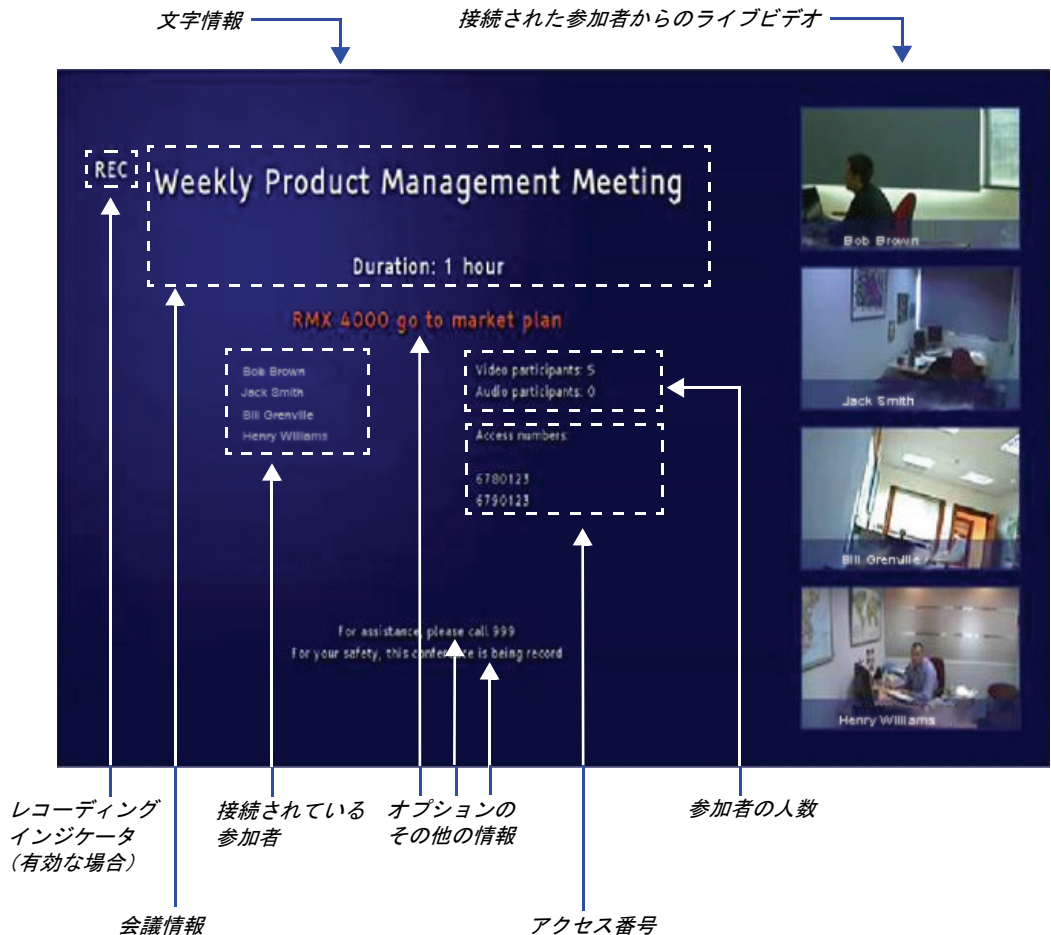 文字情報
接続された参加者からのライブビデオ
REC
Weekly Product Management Meeting
Duration: 1 hour
RMX 4000 go to market plan
Bob Brown
Jack Smith
Bill Grenville
Henry Williams
Video participants: 5
Audio participants: 0
Access numbers:
6780123
6790123
For assistance, please call 999
For your safety, this conference is being record
Bob Brown
Jack Smith
Bill Grenville
Henry Williams
レコーディング
インジケータ
（有効な場合）
接続されている
参加者
オプションの
その他の情報
参加者の人数
会議情報
アクセス番号